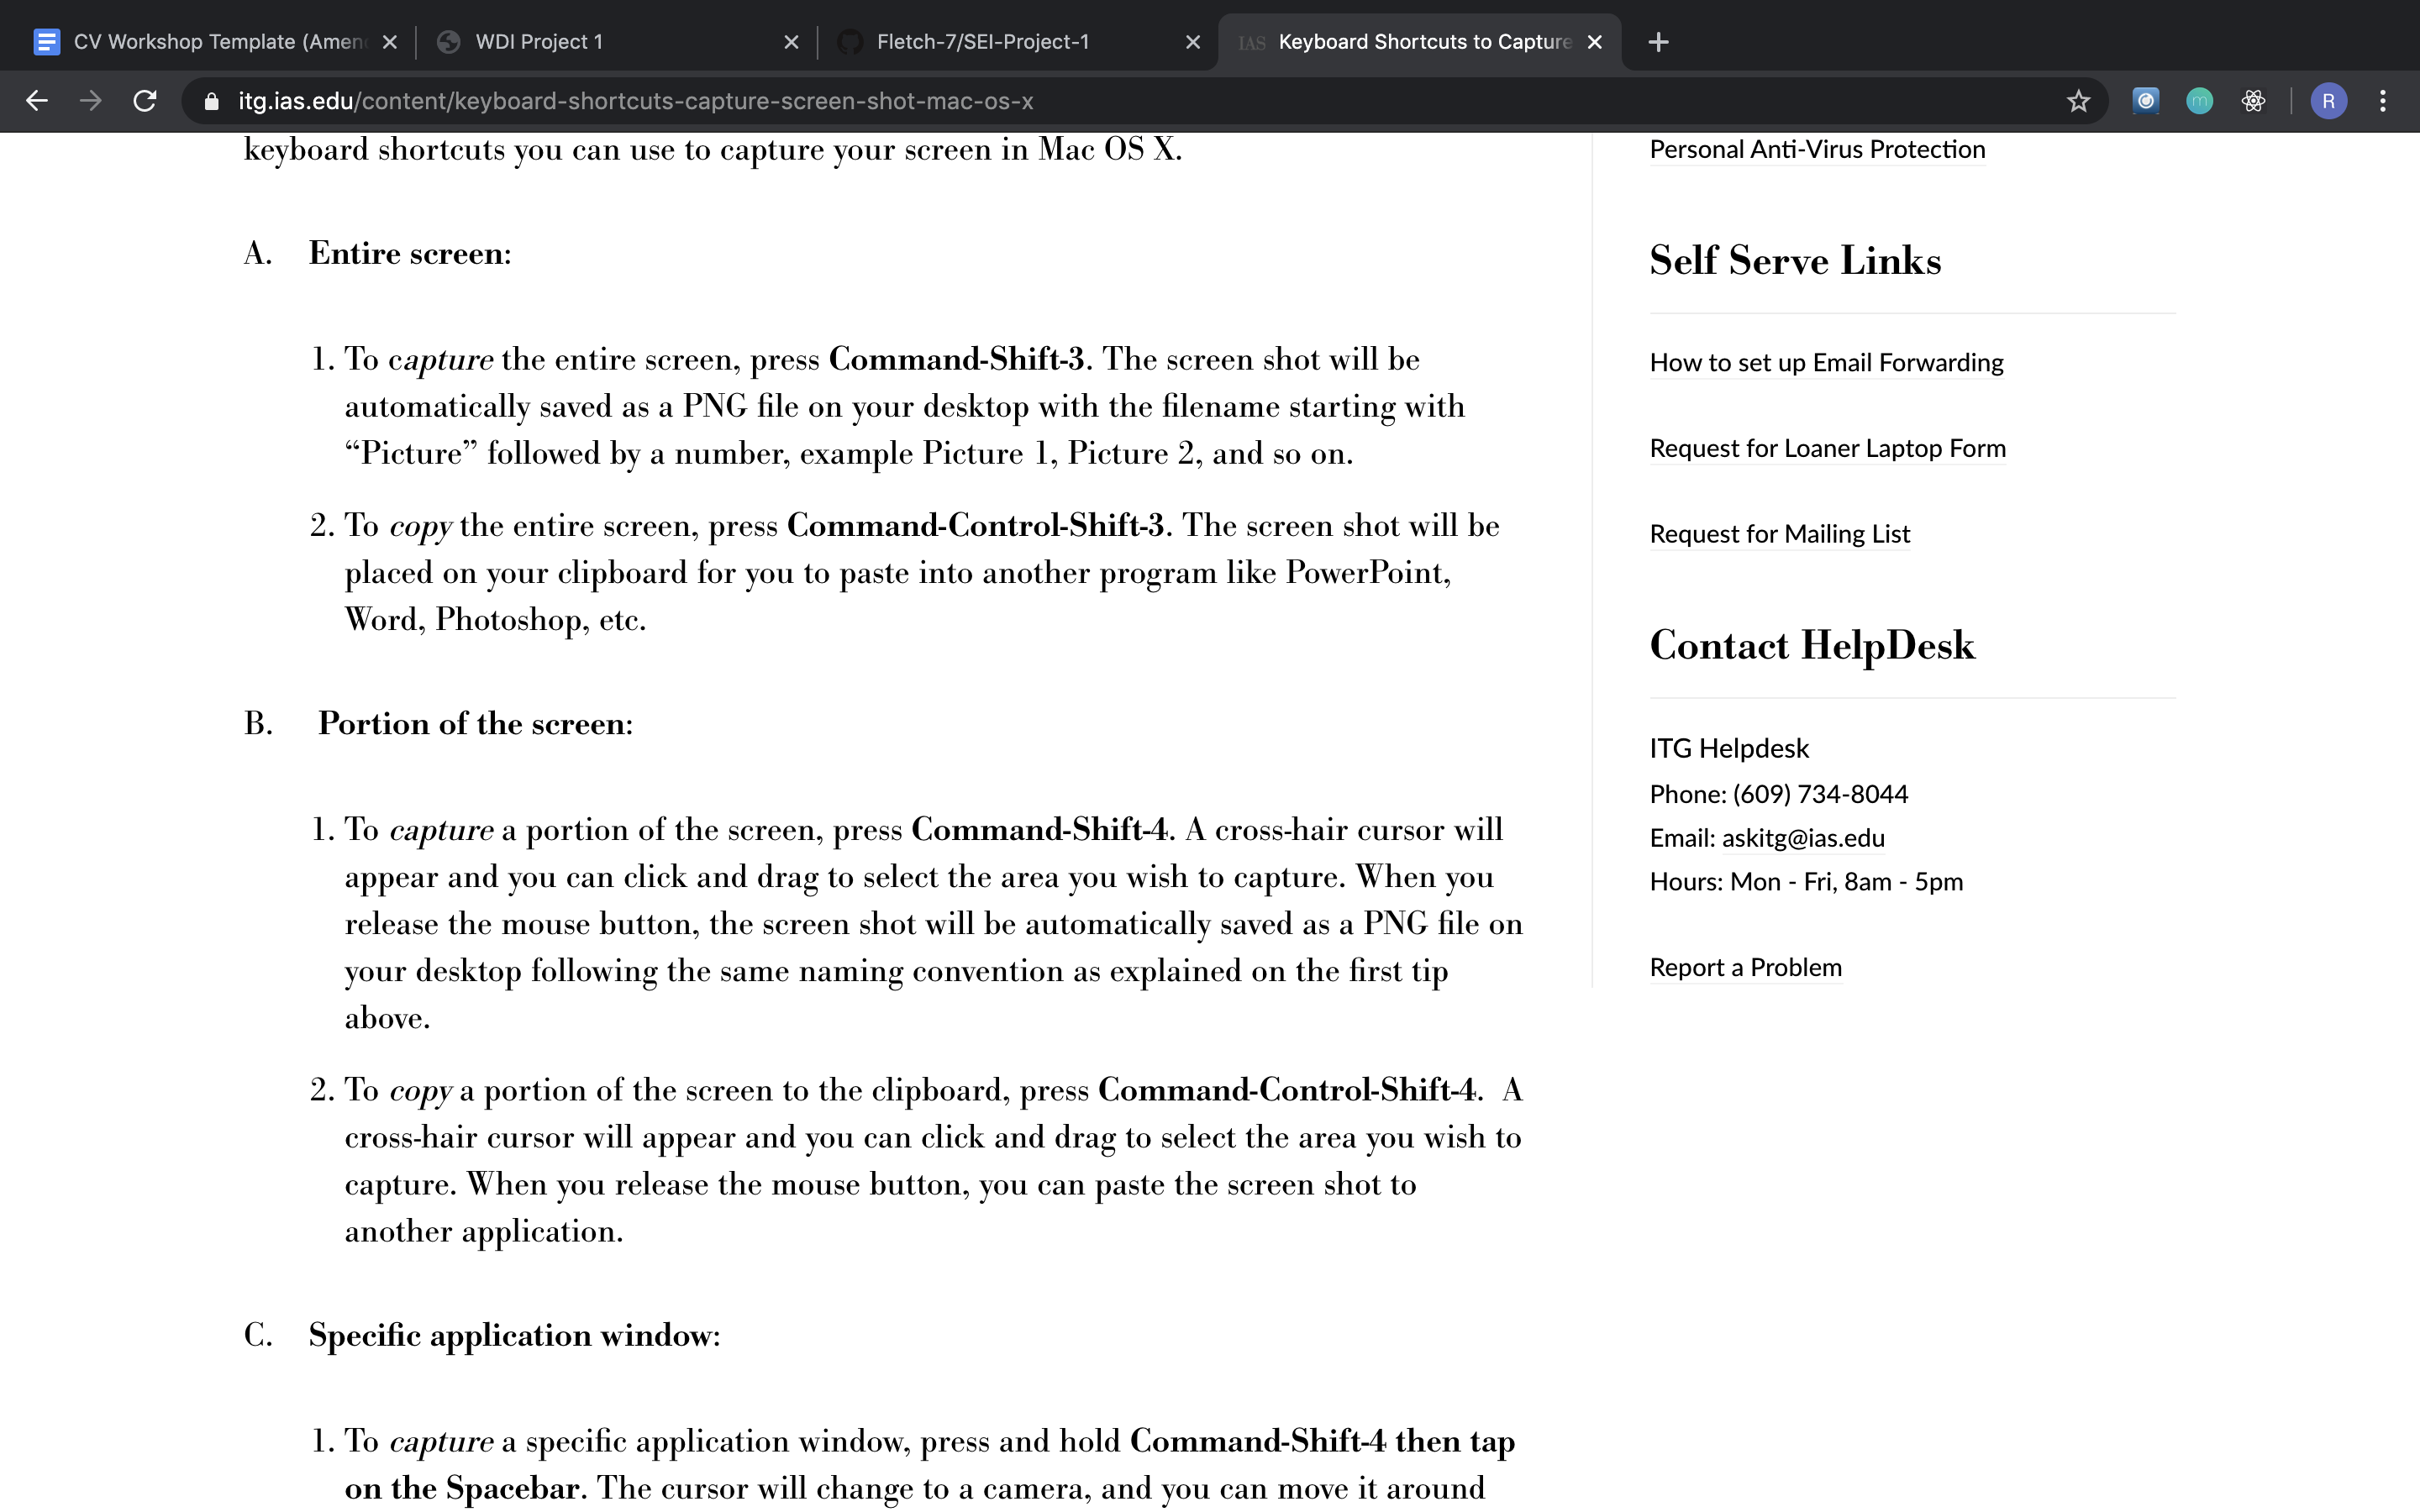 CV Workshop Template (Amen
WDI Project 1
Fletch-7/SEI-Project-1
IAS Keyboard Shortcuts to Capture
itg.ias.edu/content/keyboard-shortcuts-capture-screen-shot-mac-os-x
m
R
keyboard shortcuts you can use to capture your screen in Mac OS X.
A. Entire screen:
1. To capture the entire screen, press Command-Shift-3. The screen shot will be
automatically saved as a PNG file on your desktop with the filename starting with
“Picture” followed by a number, example Picture 1, Picture 2, and so on.
2. To copy the entire screen, press Command-Control-Shift-3. The screen shot will be
placed on your clipboard for you to paste into another program like PowerPoint,
Word, Photoshop, etc.
B. Portion of the screen:
1. To capture a portion of the screen, press Command-Shift-4. A cross-hair cursor will
appear and you can click and drag to select the area you wish to capture. When you
release the mouse button, the screen shot will be automatically saved as a PNG file on
your desktop following the same naming convention as explained on the first tip
above.
2. To copy a portion of the screen to the clipboard, press Command-Control-Shift-4. A
cross-hair cursor will appear and you can click and drag to select the area you wish to
capture. When you release the mouse button, you can paste the screen shot to
another application.
C. Specific application window:
1. To capture a specific application window, press and hold Command-Shift-4 then tap
on the Spacebar. The cursor will change to a camera, and you can move it around
Personal Anti-Virus Protection
Self Serve Links
How to set up Email Forwarding
Request for Loaner Laptop Form
Request for Mailing List
Contact HelpDesk
ITG Helpdesk
Phone: (609) 734-8044
Email: askitg@ias.edu
Hours: Mon - Fri, 8am - 5pm
Report a Problem